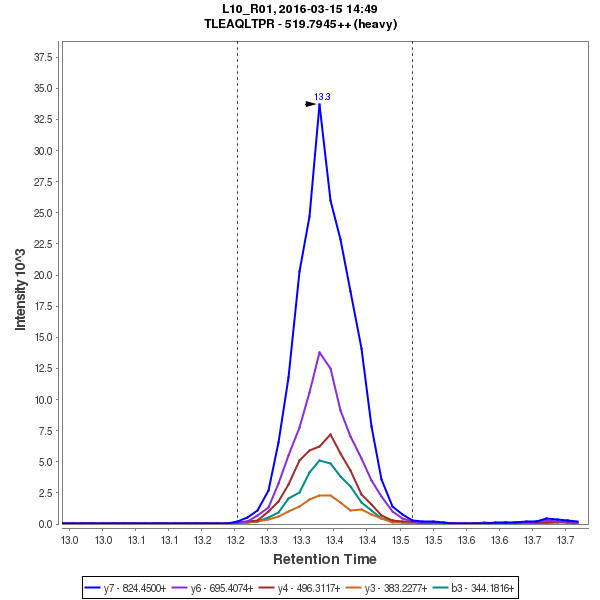 L10_R01, 2016-03-15 14:49
TLEAQLTPR - 519.7945++ (heavy)
37.5
35.0
32.5
30.0
27.5
25.0
22.5
20.0
17.5
15.0
12.5
10.0
7.5
5.0
2.5
0.0
Intensity 10^3
13.3
13.0 13.0 13.1 13.1 13.2 13.2 13.3 13.3 13.4 13.4 13.5 13.5 13.6 13.6 13.7 13.7
Retention Time
y7 - 824.4500+ y6 - 695.4074+ y4 - 496.3117+ y3 - 383.2277+ b3 - 344.1816+